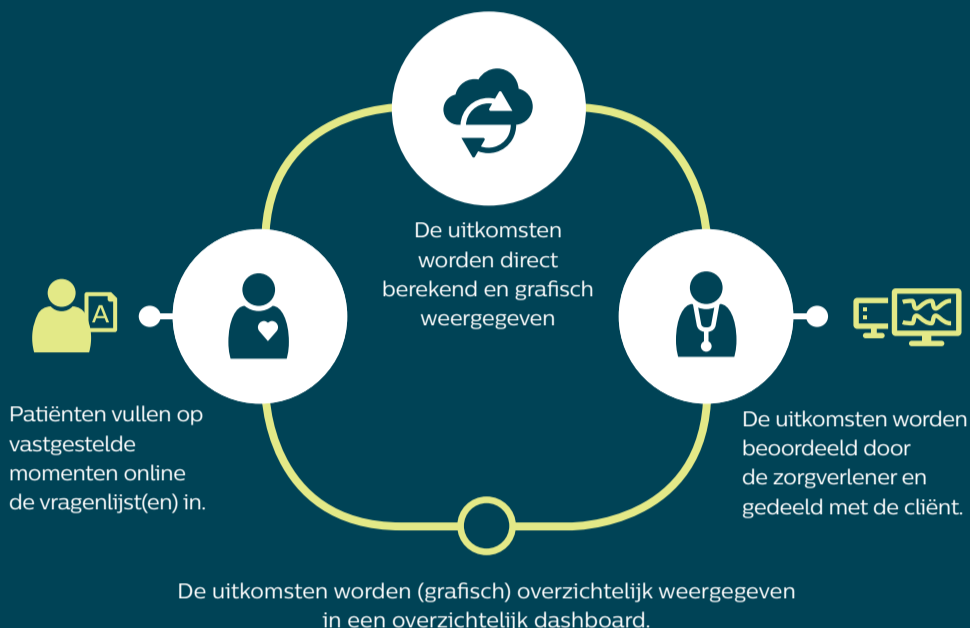 De uitkomsten
worden direct
berekend en grafisch
weergegeven
A
Patiënten vullen op
vastgestelde
momenten online
de vragenlijst(en) in.
De uitkomsten worden
beoordeeld door
de zorgverlener en
gedeeld met de cliënt.
De uitkomsten worden (grafisch) overzichtelijk weergegeven
in een overzichtelijk dashboard.